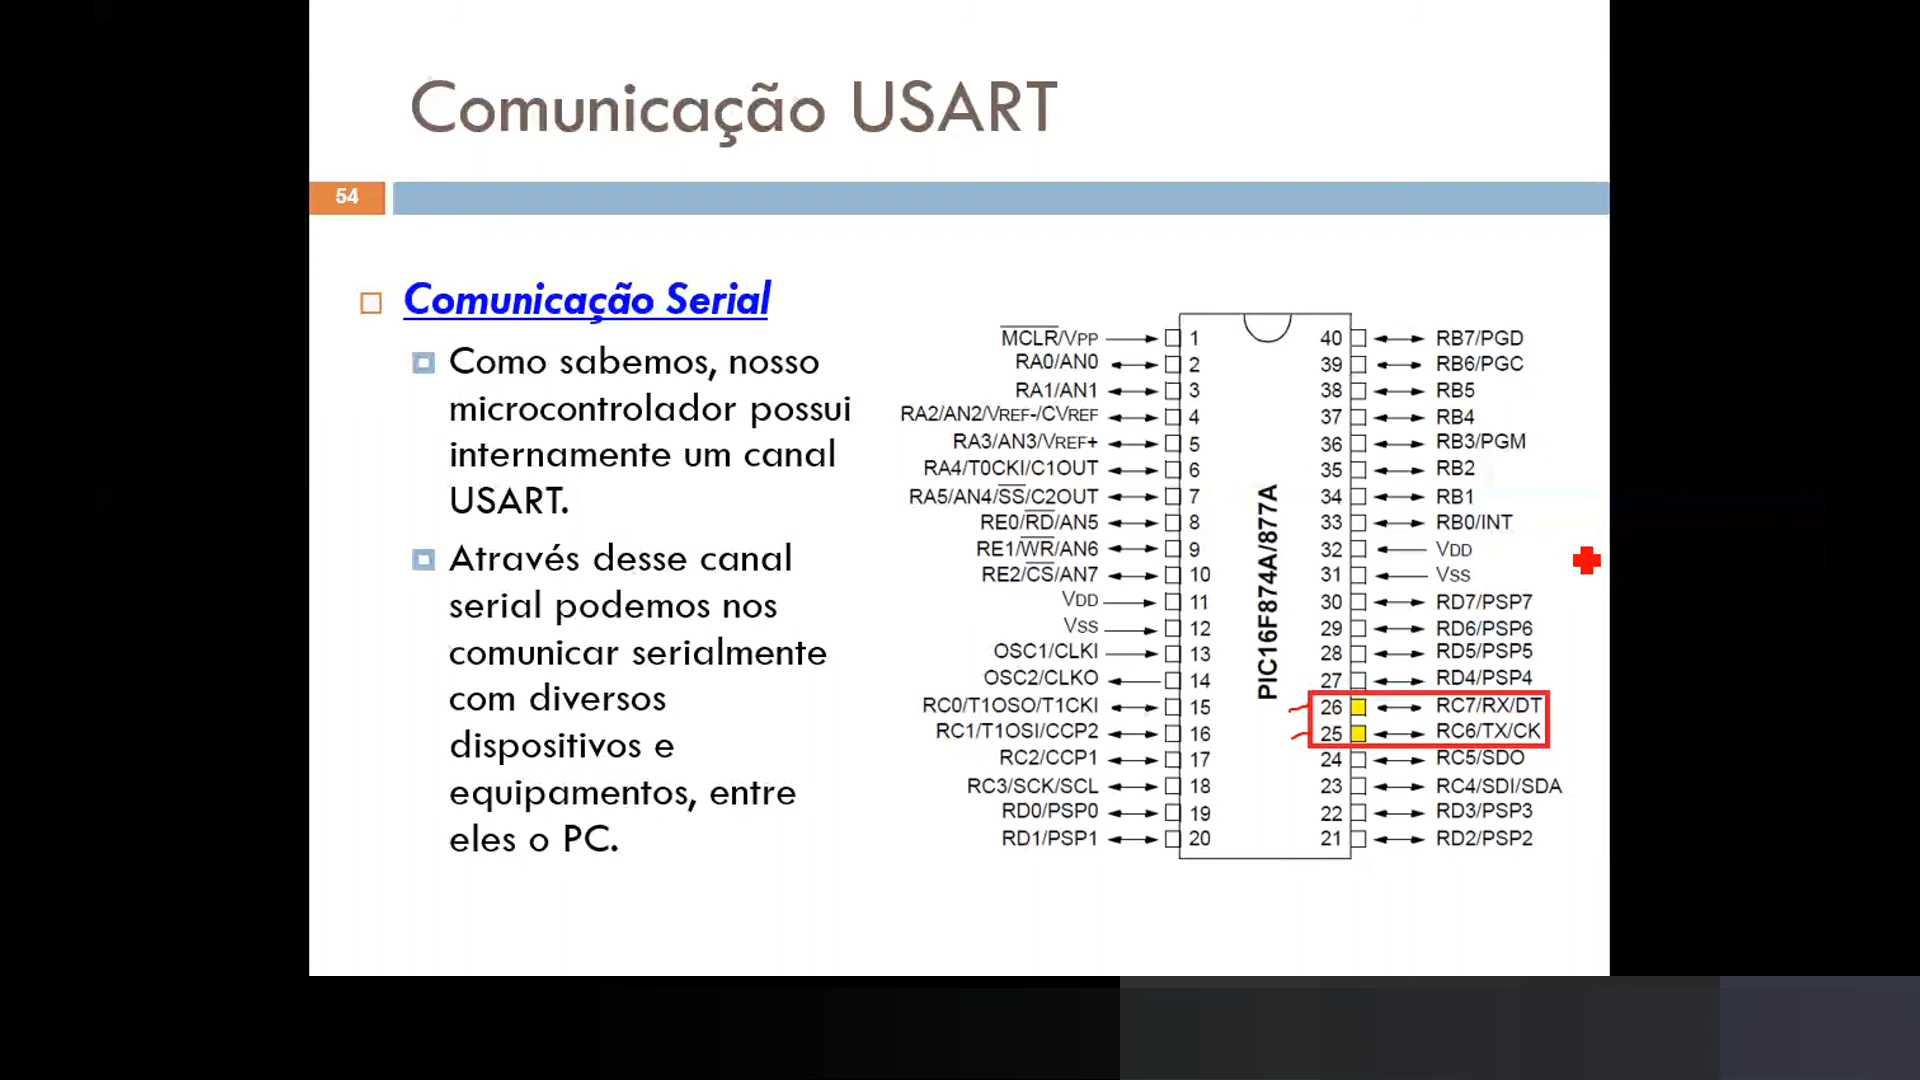 Comunicação USART
54
Comunicação Serial
Como sabemos, nosso
microcontrolador possui
internamente um canal
USART.
Através desse canal
serial podemos nos
comunicar serialmente
com diversos
dispositivos e
equipamentos, entre
eles o PC.
MCLR/VPP 1 40 RB7/PGD
RA0/AN0 2 39 RB6/PGC
RA1/AN1 3 38 RB5
RA2/AN2/VREF-/CVREF 4 37 RB4
RA3/AN3/VREF+ 5 36 RB3/PGM
RA4/T0CKI/C1OUT 6 35 RB2
RA5/AN4/SS/C2OUT 7 34 RB1
RE0/RD/AN5 8 33 RB0/INT
RE1/WR/AN6 9 32 VDD
RE2/CS/AN7 10 31 VSS
VDD 11 30 RD7/PSP7
VSS 12 29 RD6/PSP6
OSC1/CLKI 13 28 RD5/PSP5
OSC2/CLKO 14 27 RD4/PSP4
RC0/T1OSO/T1CKI 15 26 RC7/RX/DT
RC1/T1OSI/CCP2 16 25 RC6/TX/CK
RC2/CCP1 17 24 RC5/SDO
RC3/SCK/SCL 18 23 RC4/SDI/SDA
RD0/PSP0 19 22 RD3/PSP3
RD1/PSP1 20 21 RD2/PSP2
PIC16F874A/877A